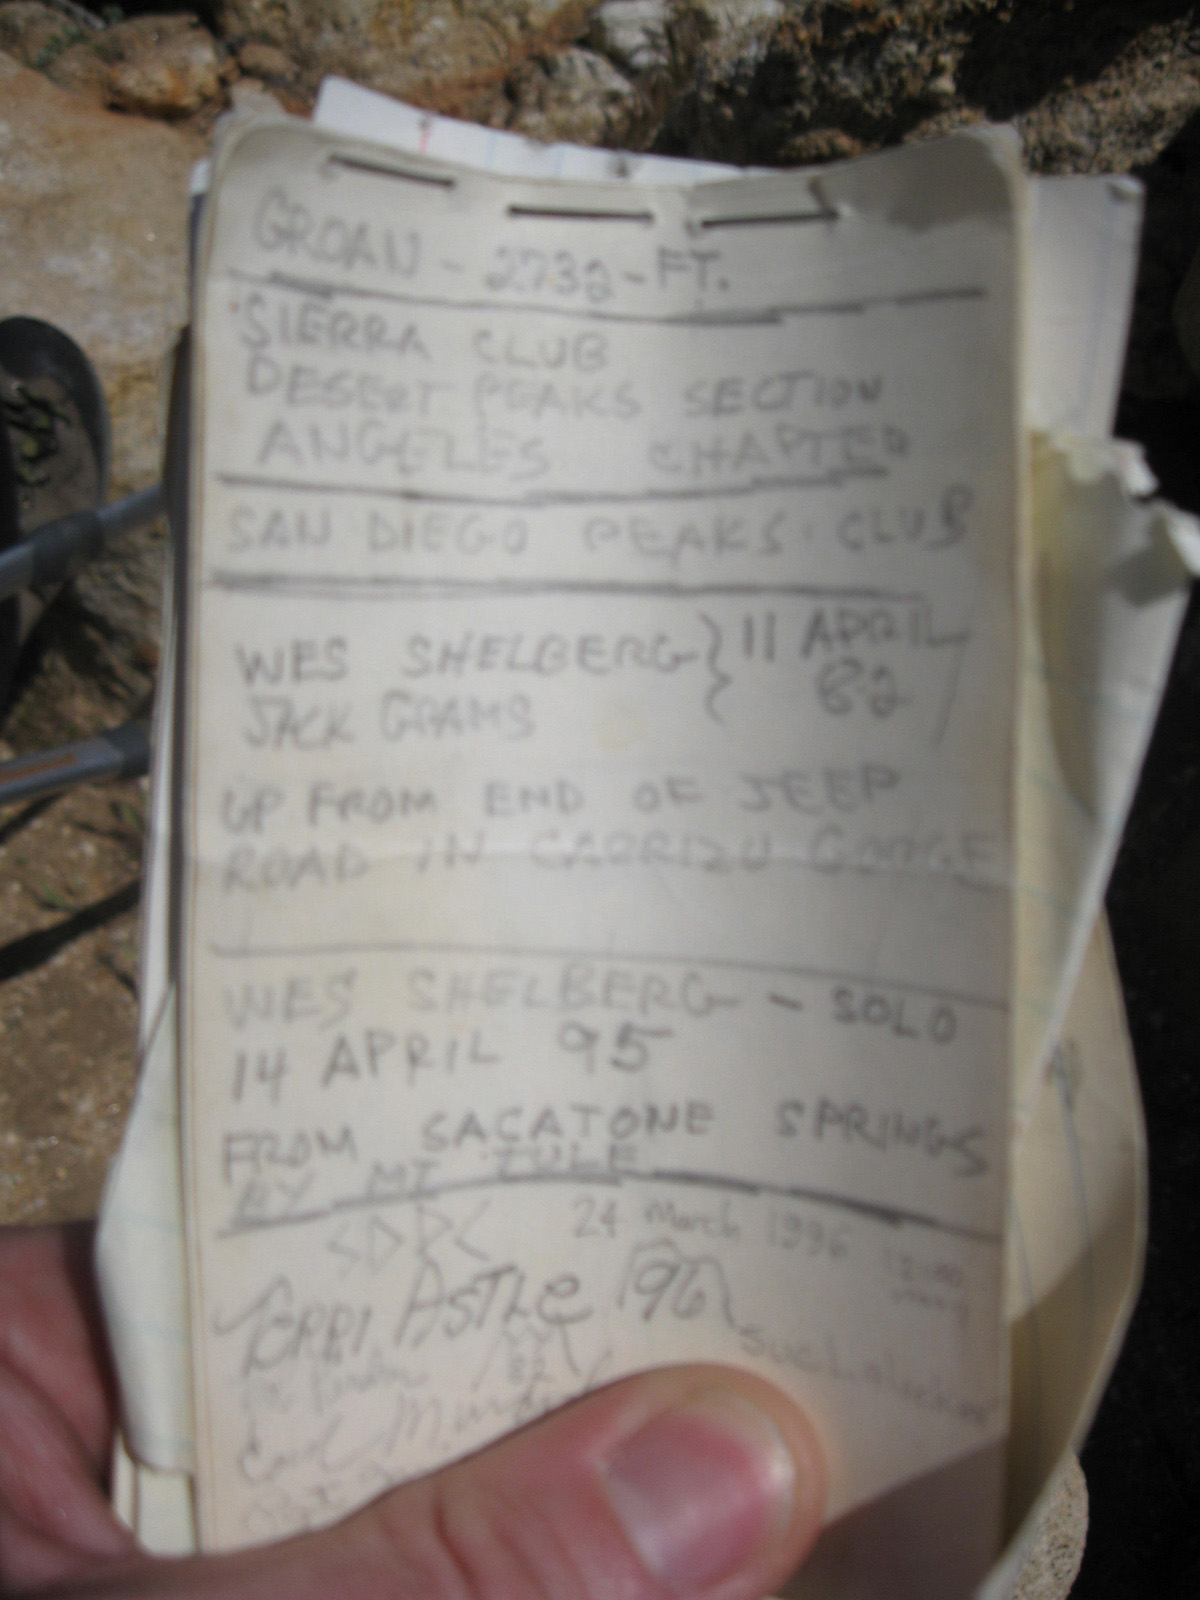 GROAN - 2732 - FT.
SIERRA CLUB
DESERT PEAKS SECTION
ANGELES CHAPTER
SAN DIEGO PEAKS CLUB
WES SHELBERG } 11 APRIL
JACK GRAMS 82
UP FROM END OF JEEP
ROAD IN CARRIZO GORGE
WES SHELBERG - SOLO
14 APRIL 95
FROM SACATONE SPRINGS
BY MT TULE
SDPC 24 March 1996
TERRI ASTLE 96
Carol